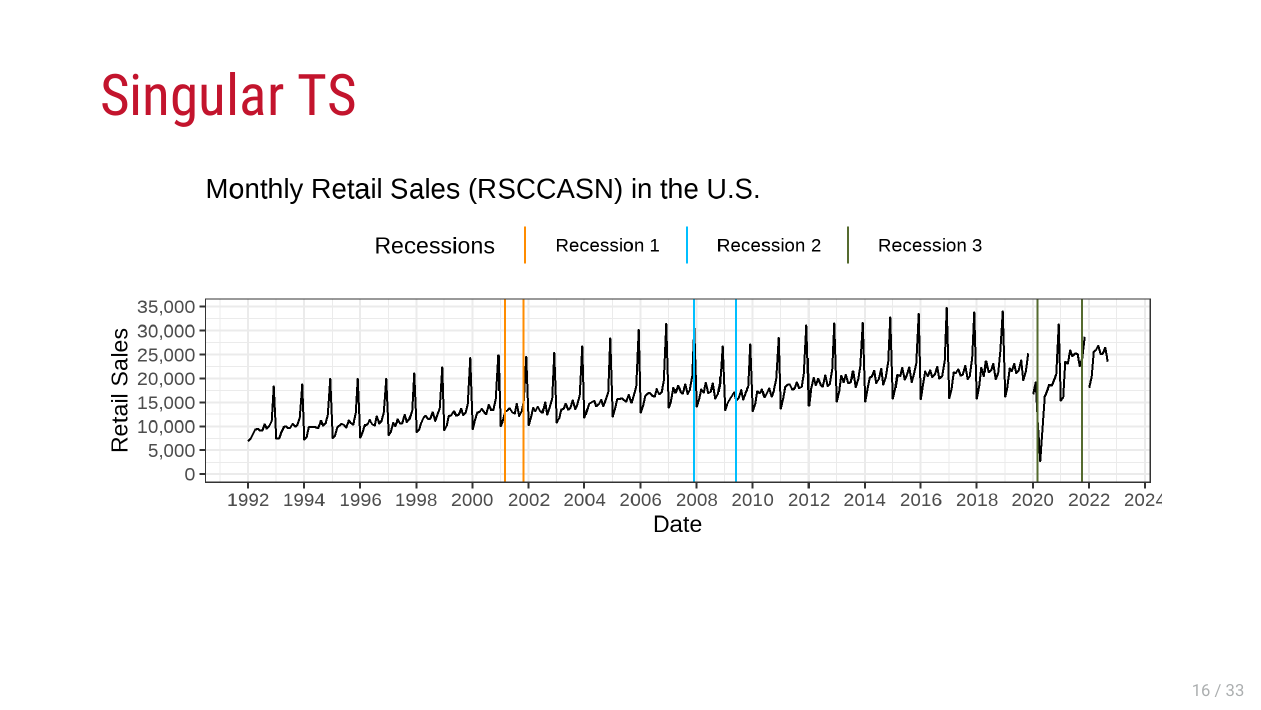 Singular TS
Monthly Retail Sales (RSCCASN) in the U.S.
Recessions Recession 1 Recession 2 Recession 3
Retail Sales
35,000
30,000
25,000
20,000
15,000
10,000
5,000
0
1992 1994 1996 1998 2000 2002 2004 2006 2008 2010 2012 2014 2016 2018 2020 2022 2024
Date
16 / 33